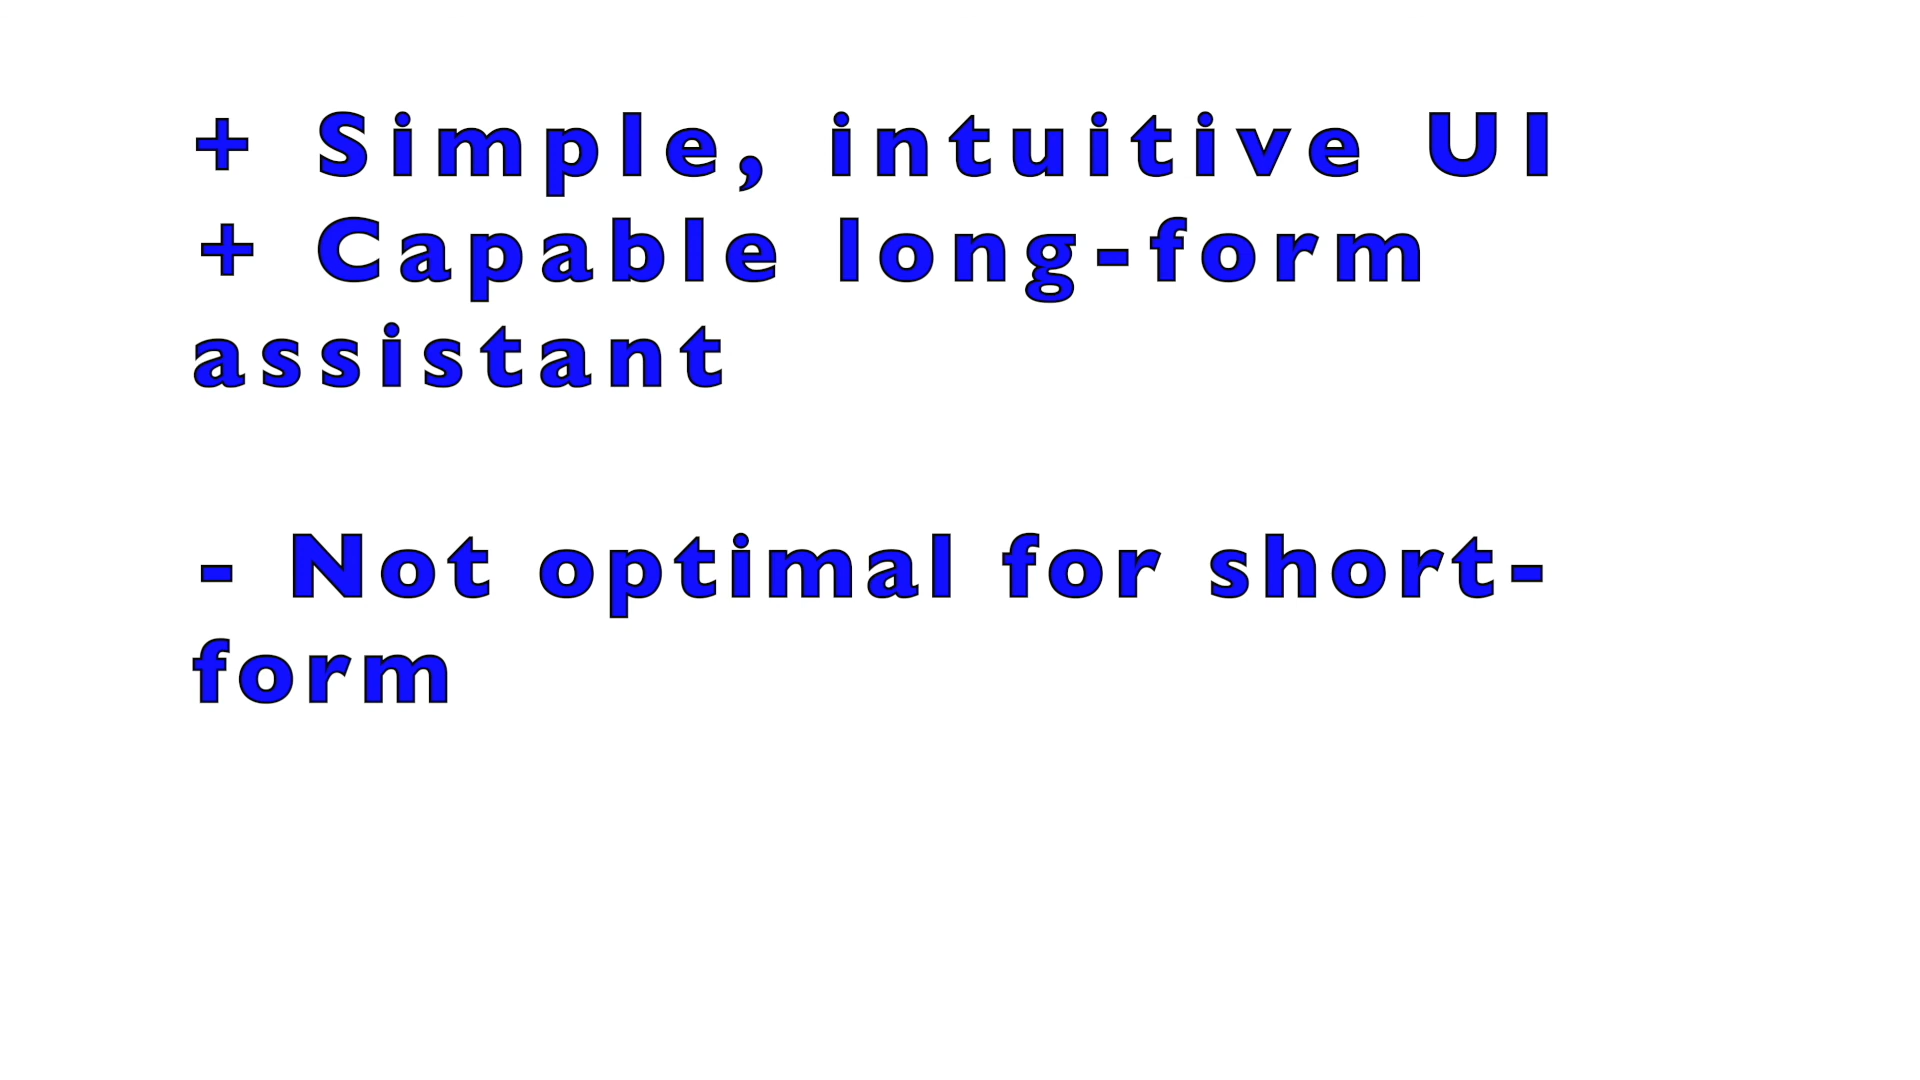 + Simple, intuitive UI
+ Capable long-form
assistant
- Not optimal for short-
form